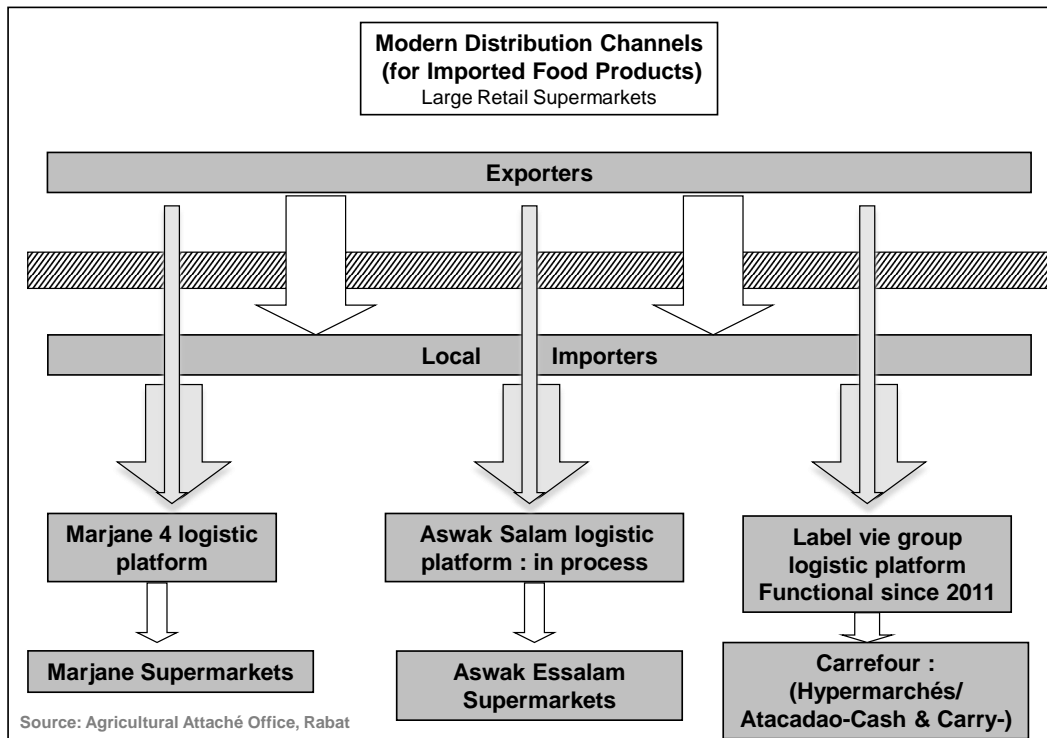 Modern Distribution Channels
(for Imported Food Products)
Large Retail Supermarkets
Exporters
Local Importers
Marjane 4 logistic
platform
Aswak Salam logistic
platform : in process
Label vie group
logistic platform
Functional since 2011
Marjane Supermarkets
Aswak Essalam
Supermarkets
Carrefour :
(Hypermarchés/
Atacadao-Cash & Carry-)
Source: Agricultural Attaché Office, Rabat